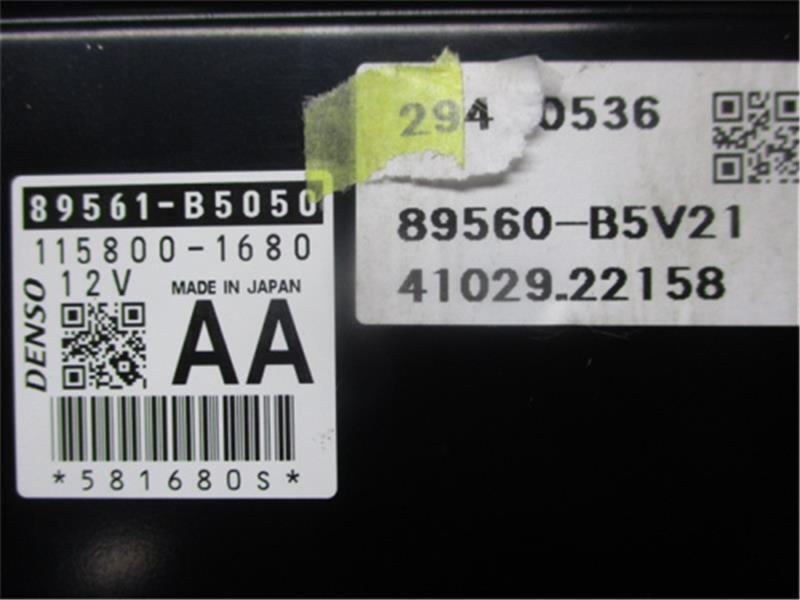 89561-B5050
115800-1680
12V
MADE IN JAPAN
DENSO
AA
*581680S*
294 0536
89560-B5V21
41029.22158